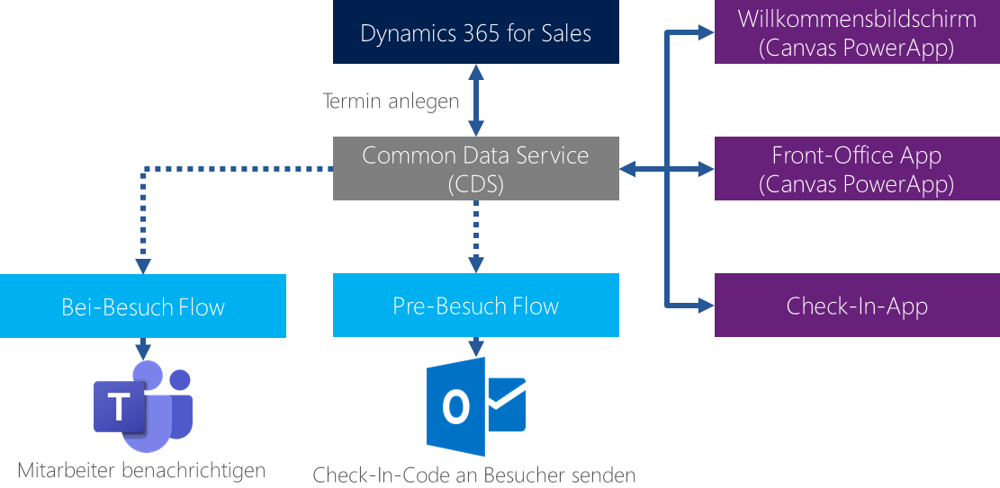 Dynamics 365 for Sales
Willkommensbildschirm
(Canvas PowerApp)
Termin anlegen
Common Data Service
(CDS)
Front-Office App
(Canvas PowerApp)
Bei-Besuch Flow
Pre-Besuch Flow
Check-In-App
T
O
Mitarbeiter benachrichtigen
Check-In-Code an Besucher senden